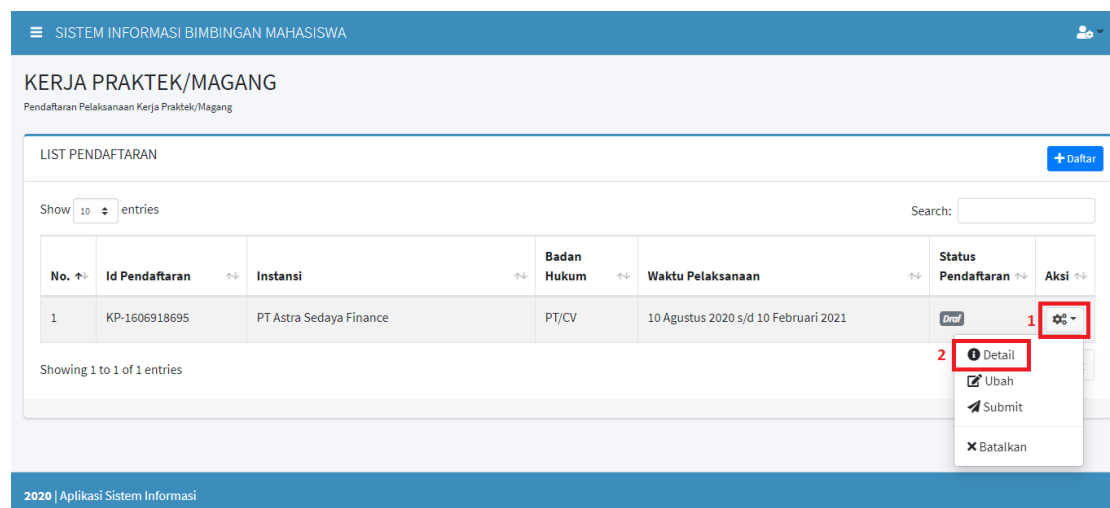 SISTEM INFORMASI BIMBINGAN MAHASISWA
KERJA PRAKTEK/MAGANG
Pendaftaran Pelaksanaan Kerja Praktek/Magang
LIST PENDAFTARAN
Daftar
Show 10 entries
Search:
No. Id Pendaftaran Instansi Badan Hukum Waktu Pelaksanaan Status Pendaftaran Aksi
1 KP-1606918695 PT Astra Sedaya Finance PT/CV 10 Agustus 2020 s/d 10 Februari 2021 Draf 1
Showing 1 to 1 of 1 entries
2 Detail
Ubah
Submit
Batalkan
2020 | Aplikasi Sistem Informasi